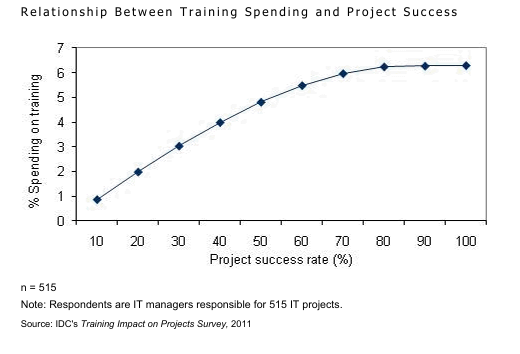 Relationship Between Training Spending and Project Success
7
6
5
4
3
2
1
0
% Spending on training
10 20 30 40 50 60 70 80 90 100
Project success rate (%)
n = 515
Note: Respondents are IT managers responsible for 515 IT projects.
Source: IDC's Training Impact on Projects Survey, 2011